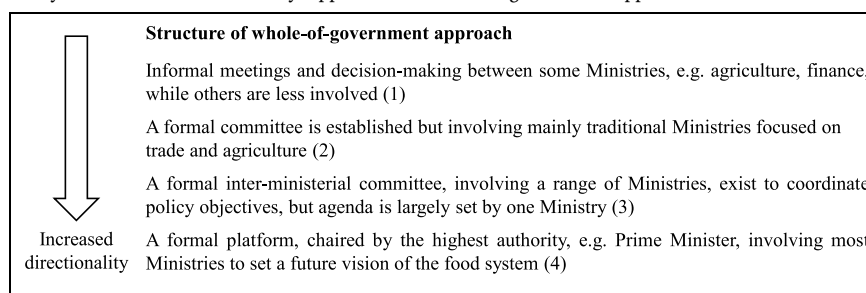 Structure of whole-of-government approach
Informal meetings and decision-making between some Ministries, e.g. agriculture, finance,
while others are less involved (1)
A formal committee is established but involving mainly traditional Ministries focused on
trade and agriculture (2)
A formal inter-ministerial committee, involving a range of Ministries, exist to coordinate
policy objectives, but agenda is largely set by one Ministry (3)
A formal platform, chaired by the highest authority, e.g. Prime Minister, involving most
Ministries to set a future vision of the food system (4)
Increased
directionality